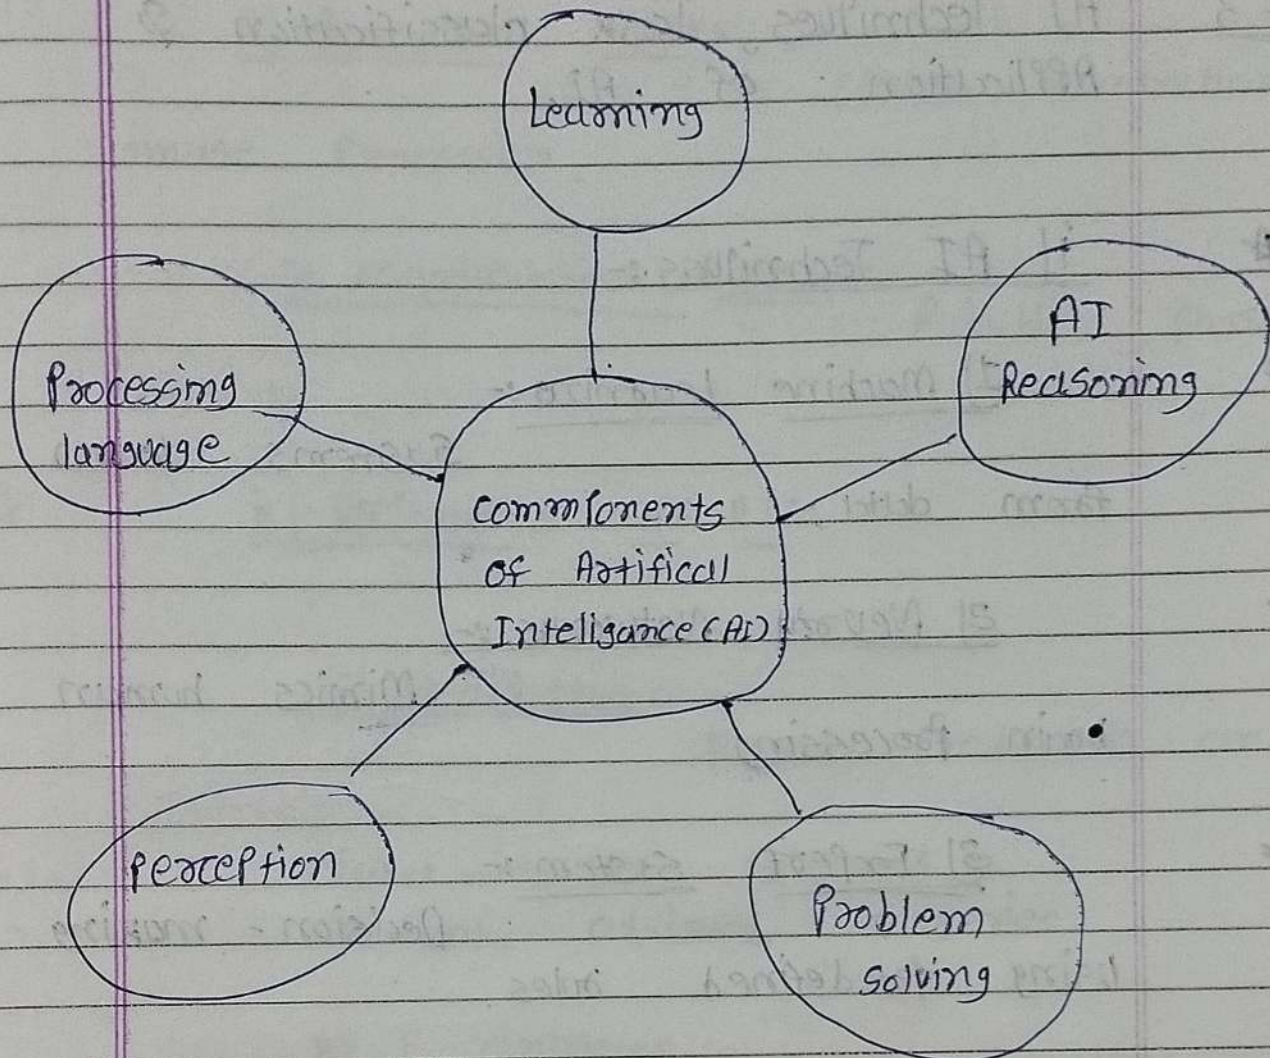 Learning
AI
Reasoning
Processing
language
Commponents
of Artifical
Inteligance (AI)
Perception
Problem
Solving